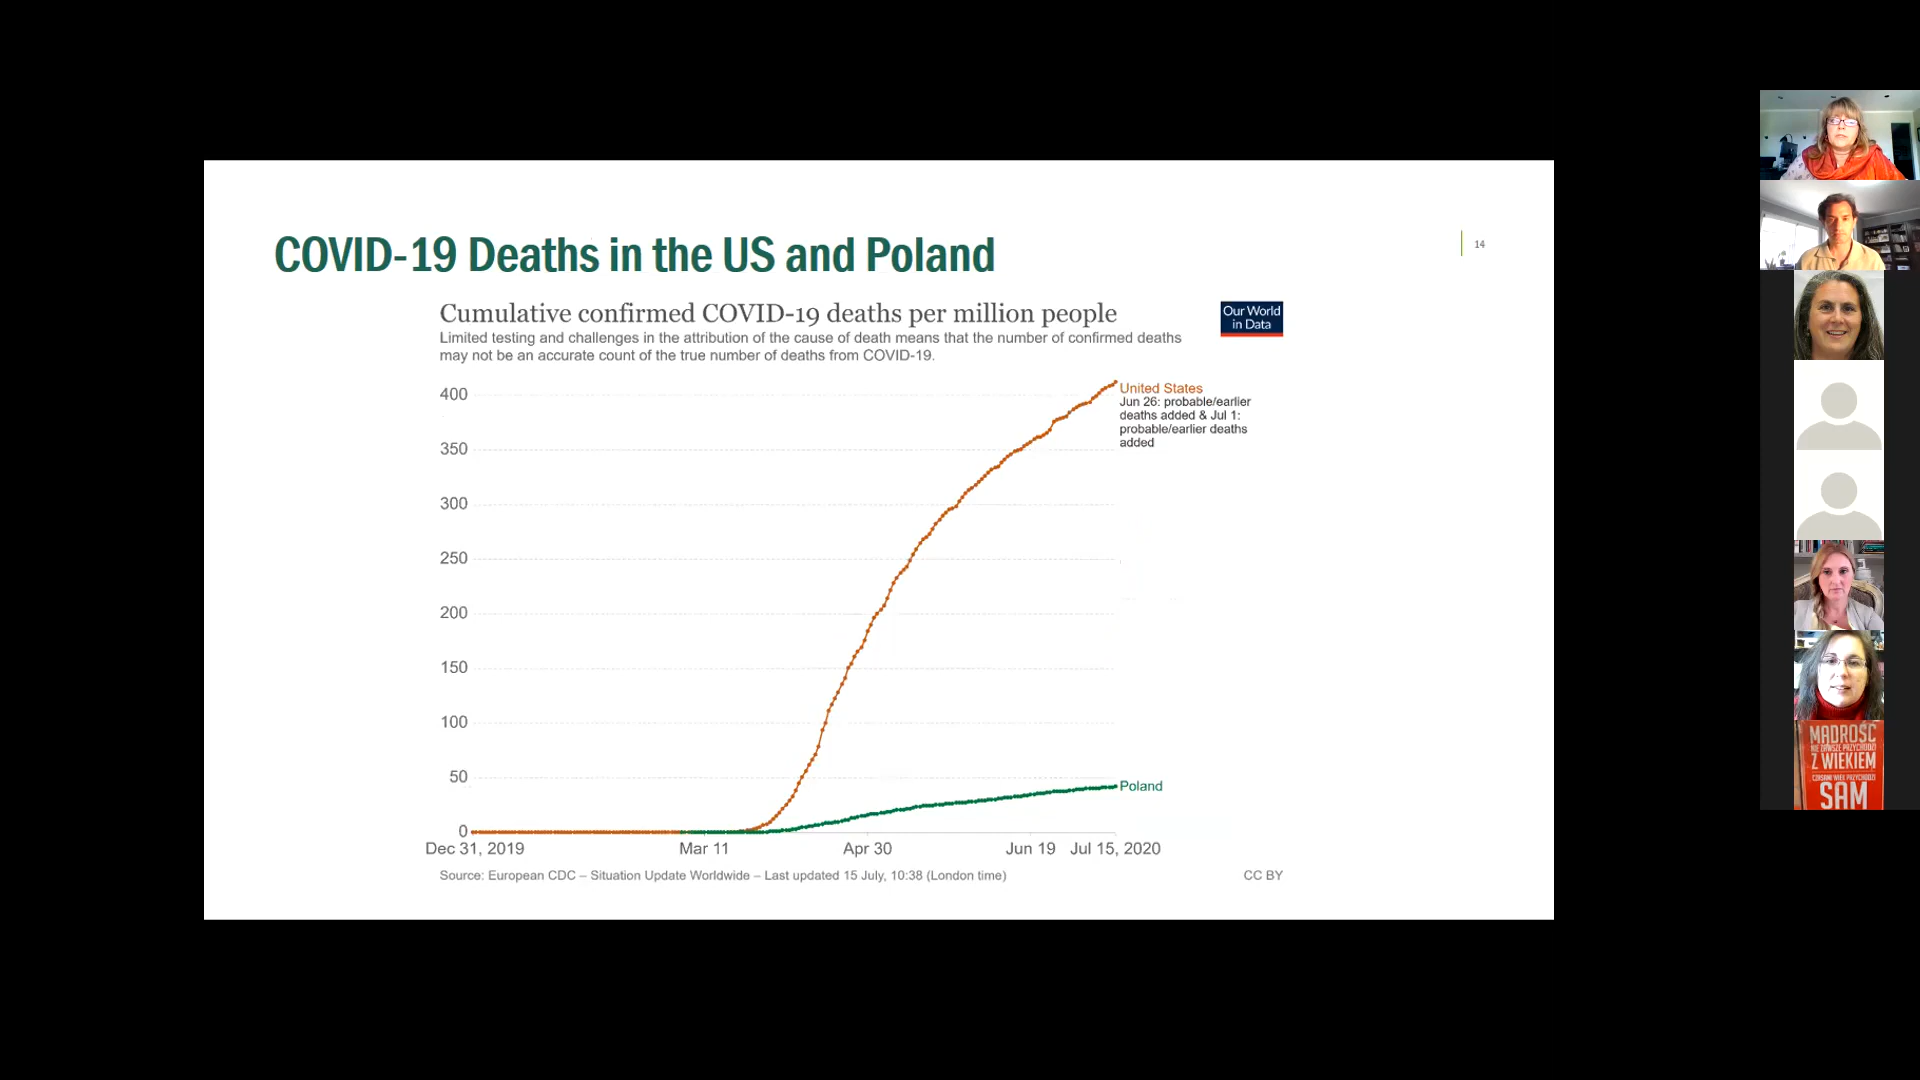 COVID-19 Deaths in the US and Poland
14
Cumulative confirmed COVID-19 deaths per million people
Our World
in Data
Limited testing and challenges in the attribution of the cause of death means that the number of confirmed deaths
may not be an accurate count of the true number of deaths from COVID-19.
400
350
300
250
200
150
100
50
0
United States
Jun 26: probable/earlier
deaths added & Jul 1:
probable/earlier deaths
added
Poland
Dec 31, 2019
Mar 11
Apr 30
Jun 19
Jul 15, 2020
Source: European CDC – Situation Update Worldwide – Last updated 15 July, 10:38 (London time)
CC BY
MĄDROŚĆ
NIE ZAWSZE PRZYCHODZI
Z WIEKIEM
CZASAMI WIEK PRZYCHODZI
SAM